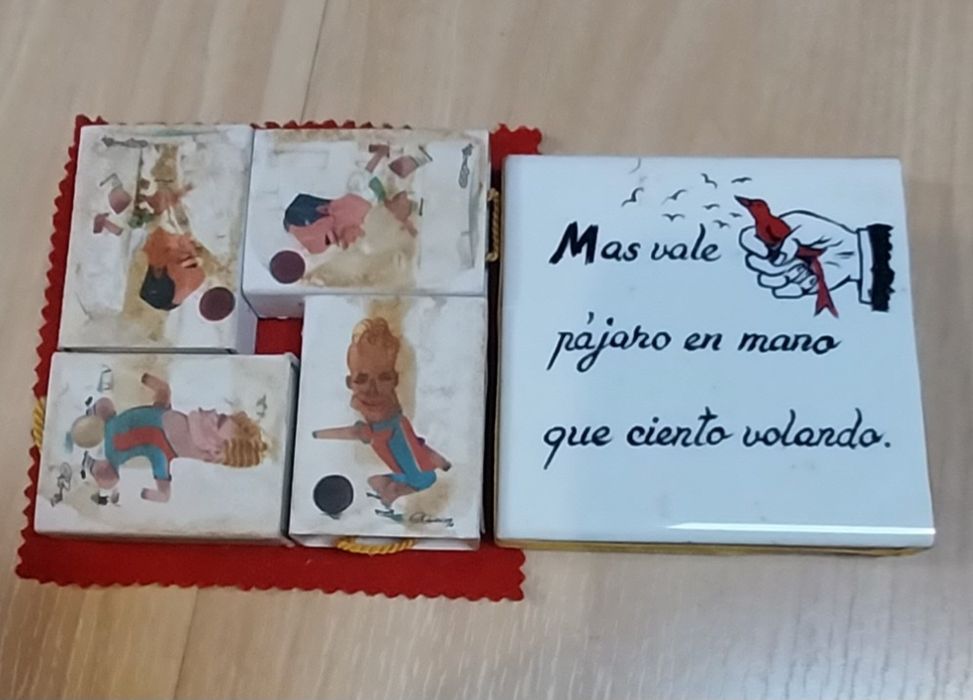 Mas vale
pájaro en mano
que ciento volando.